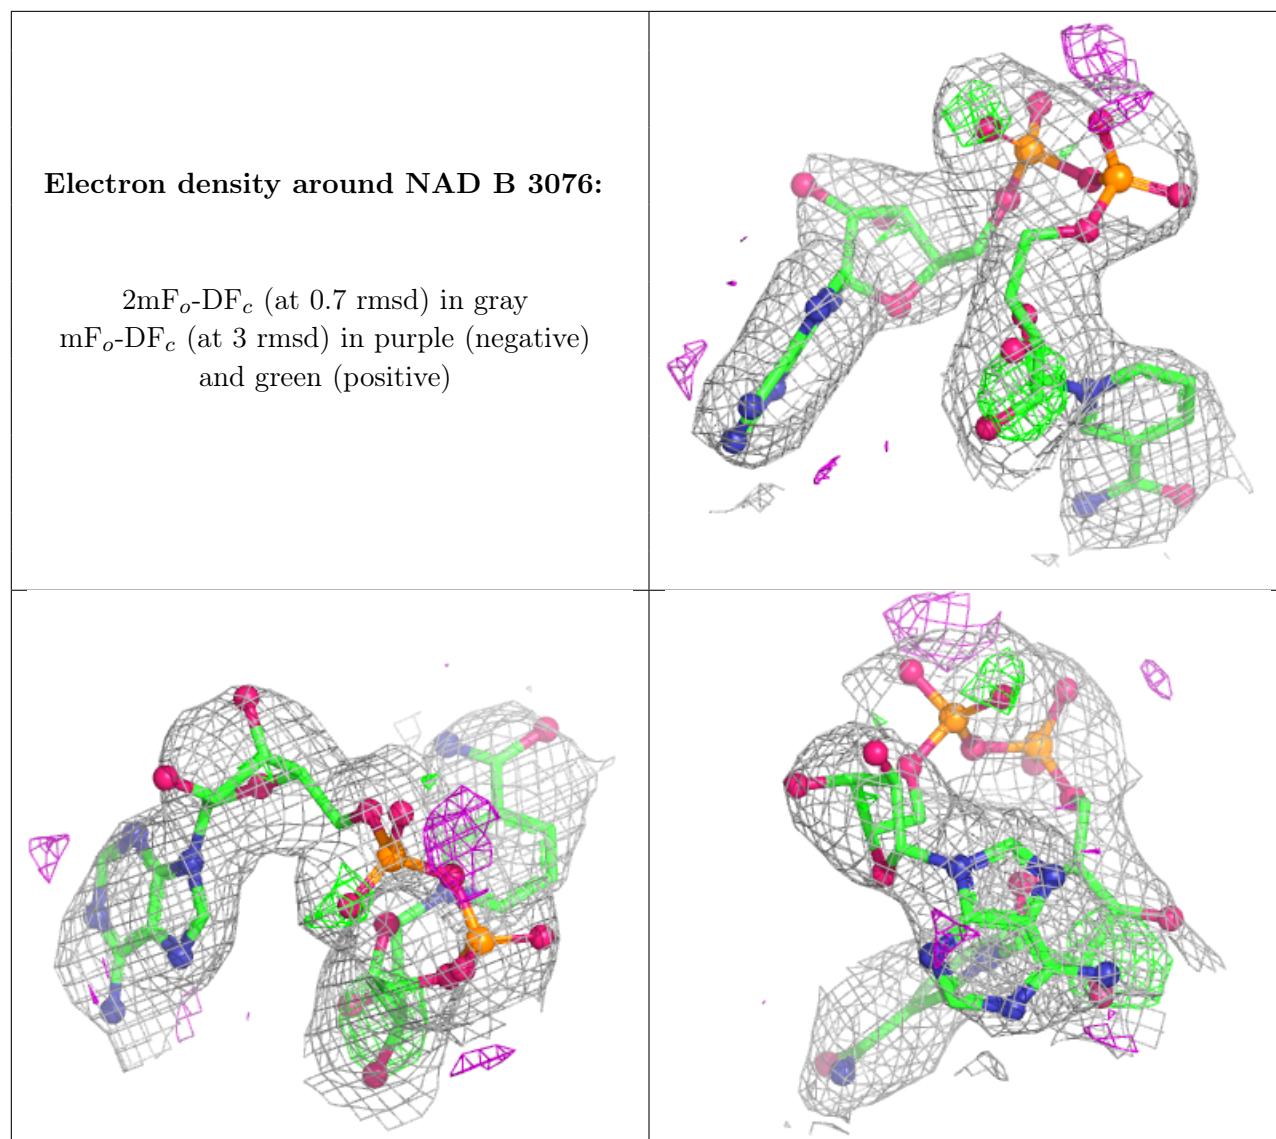 Electron density around NAD B 3076:
2mFo-DFc (at 0.7 rmsd) in gray
mFo-DFc (at 3 rmsd) in purple (negative)
and green (positive)